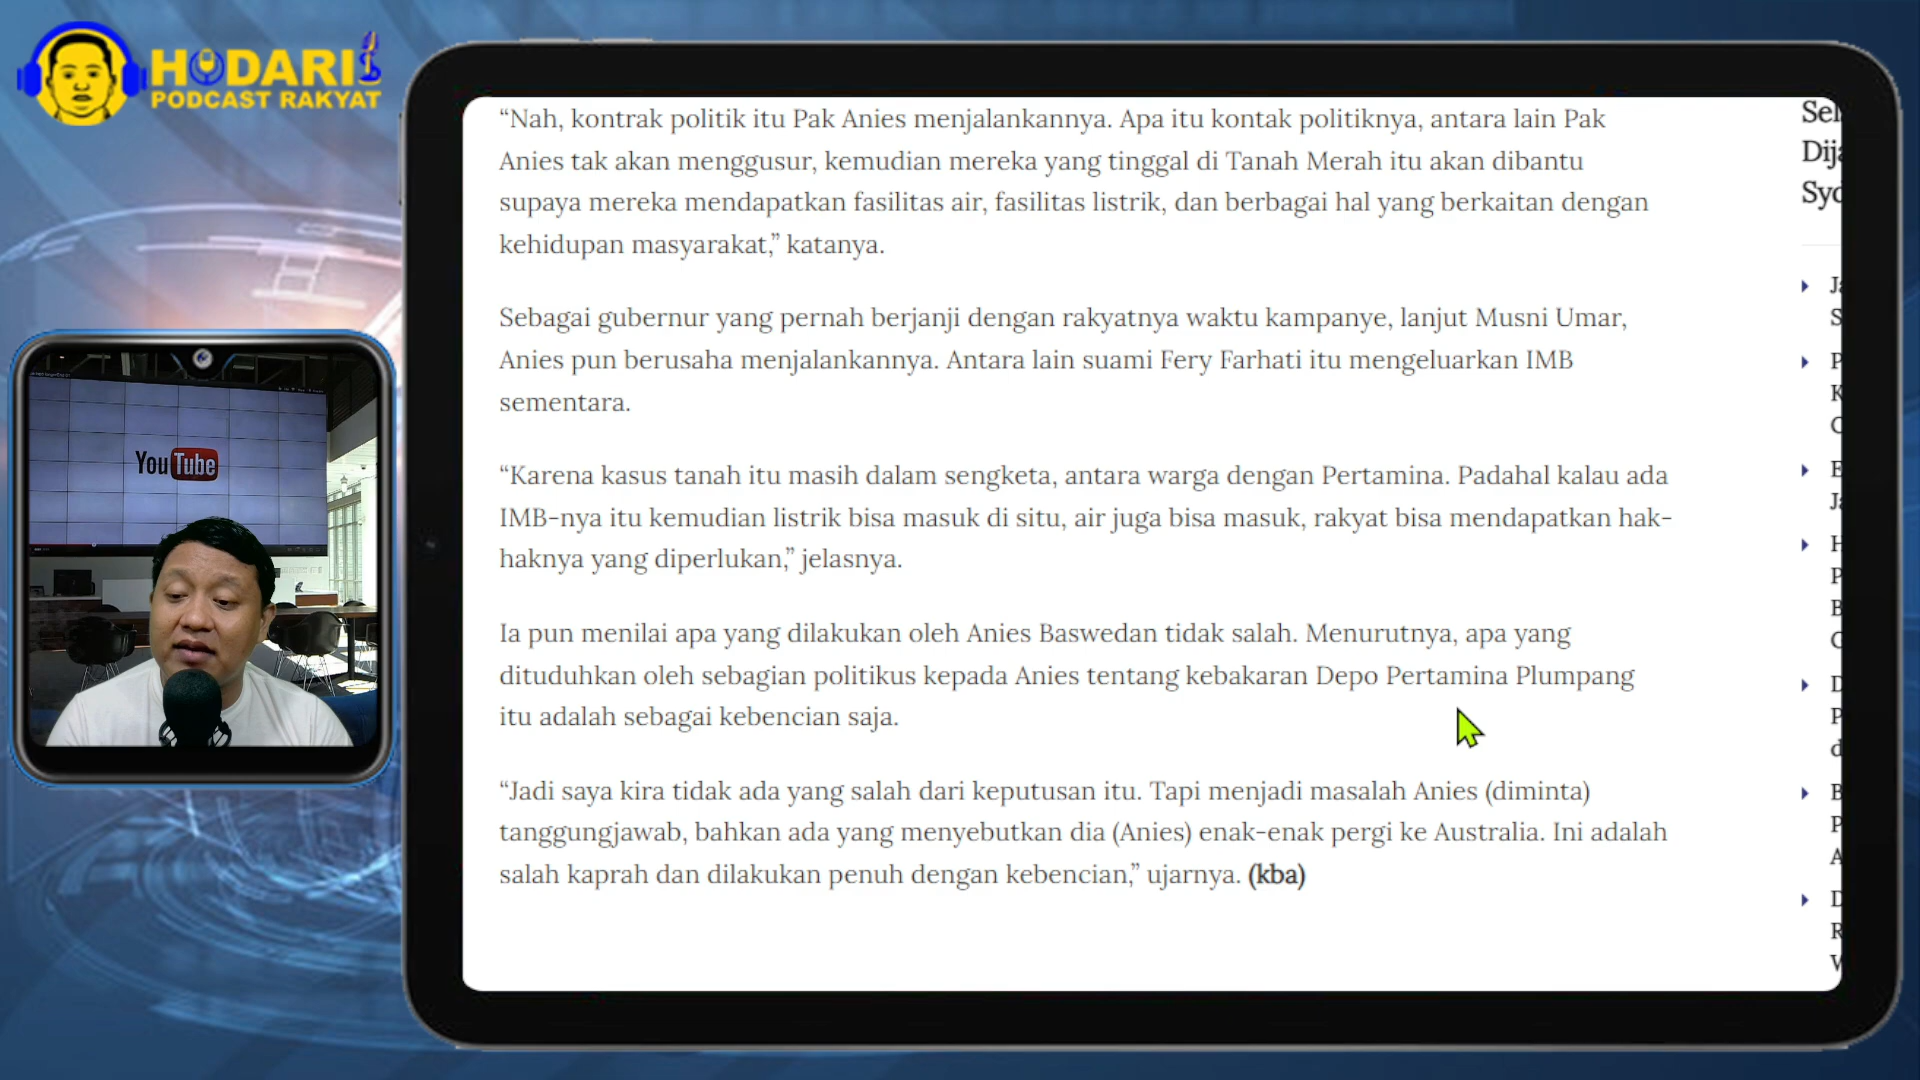 HODARI
PODCAST RAKYAT
YouTube
“Nah, kontrak politik itu Pak Anies menjalankannya. Apa itu kontak politiknya, antara lain Pak
Anies tak akan menggusur, kemudian mereka yang tinggal di Tanah Merah itu akan dibantu
supaya mereka mendapatkan fasilitas air, fasilitas listrik, dan berbagai hal yang berkaitan dengan
kehidupan masyarakat,” katanya.
Sebagai gubernur yang pernah berjanji dengan rakyatnya waktu kampanye, lanjut Musni Umar,
Anies pun berusaha menjalankannya. Antara lain suami Fery Farhati itu mengeluarkan IMB
sementara.
“Karena kasus tanah itu masih dalam sengketa, antara warga dengan Pertamina. Padahal kalau ada
IMB-nya itu kemudian listrik bisa masuk di situ, air juga bisa masuk, rakyat bisa mendapatkan hak-
haknya yang diperlukan,” jelasnya.
Ia pun menilai apa yang dilakukan oleh Anies Baswedan tidak salah. Menurutnya, apa yang
dituduhkan oleh sebagian politikus kepada Anies tentang kebakaran Depo Pertamina Plumpang
itu adalah sebagai kebencian saja.
“Jadi saya kira tidak ada yang salah dari keputusan itu. Tapi menjadi masalah Anies (diminta)
tanggungjawab, bahkan ada yang menyebutkan dia (Anies) enak-enak pergi ke Australia. Ini adalah
salah kaprah dan dilakukan penuh dengan kebencian,” ujarnya. (kba)